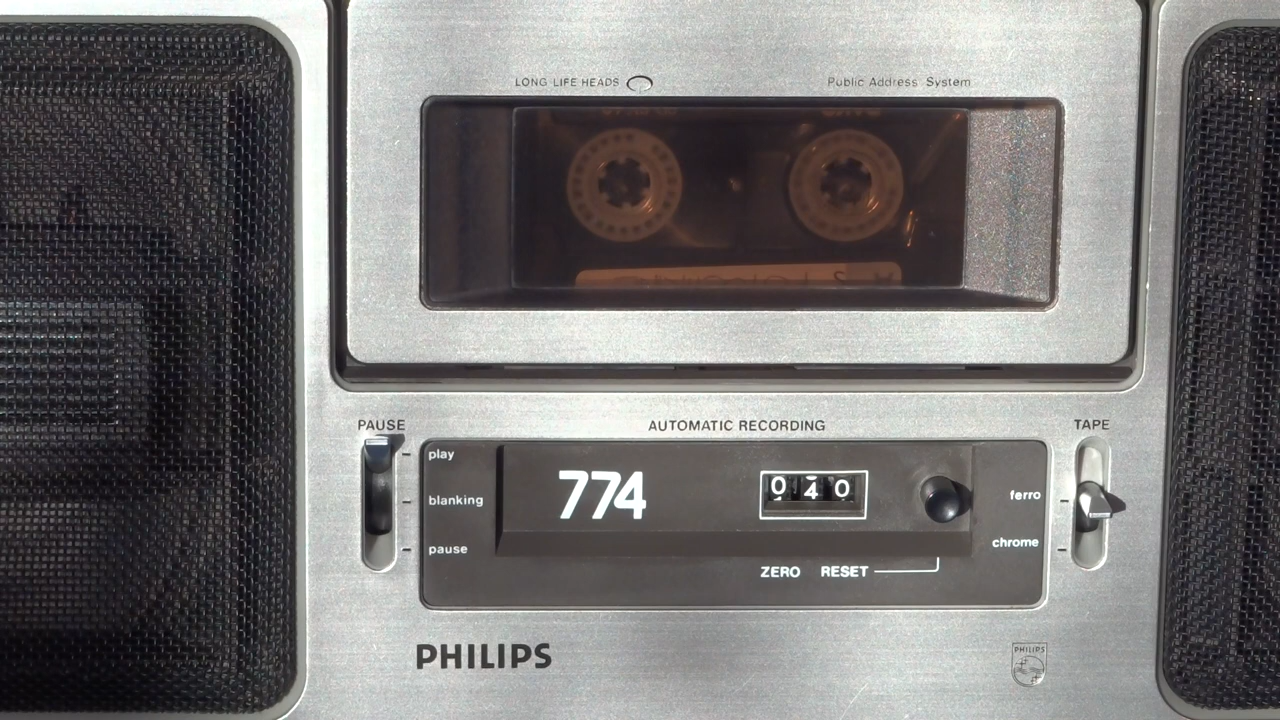 LONG LIFE HEADS
Public Address System
PAUSE
AUTOMATIC RECORDING
TAPE
play
blanking
pause
774
040
ferro
chrome
ZERO RESET
PHILIPS
PHILIPS